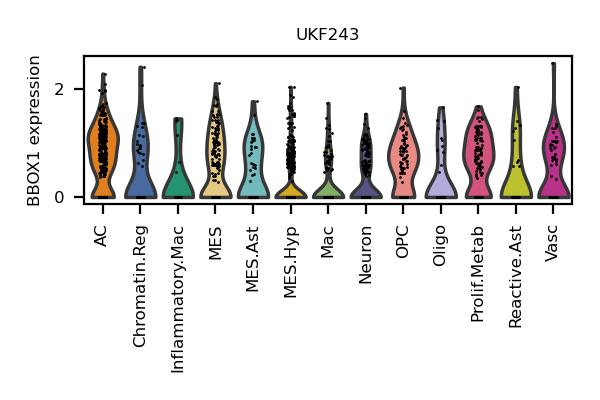 UKF243
BBOX1 expression
2
0
AC
Chromatin.Reg
Inflammatory.Mac
MES
MES.Ast
MES.Hyp
Mac
Neuron
OPC
Oligo
Prolif.Metab
Reactive.Ast
Vasc